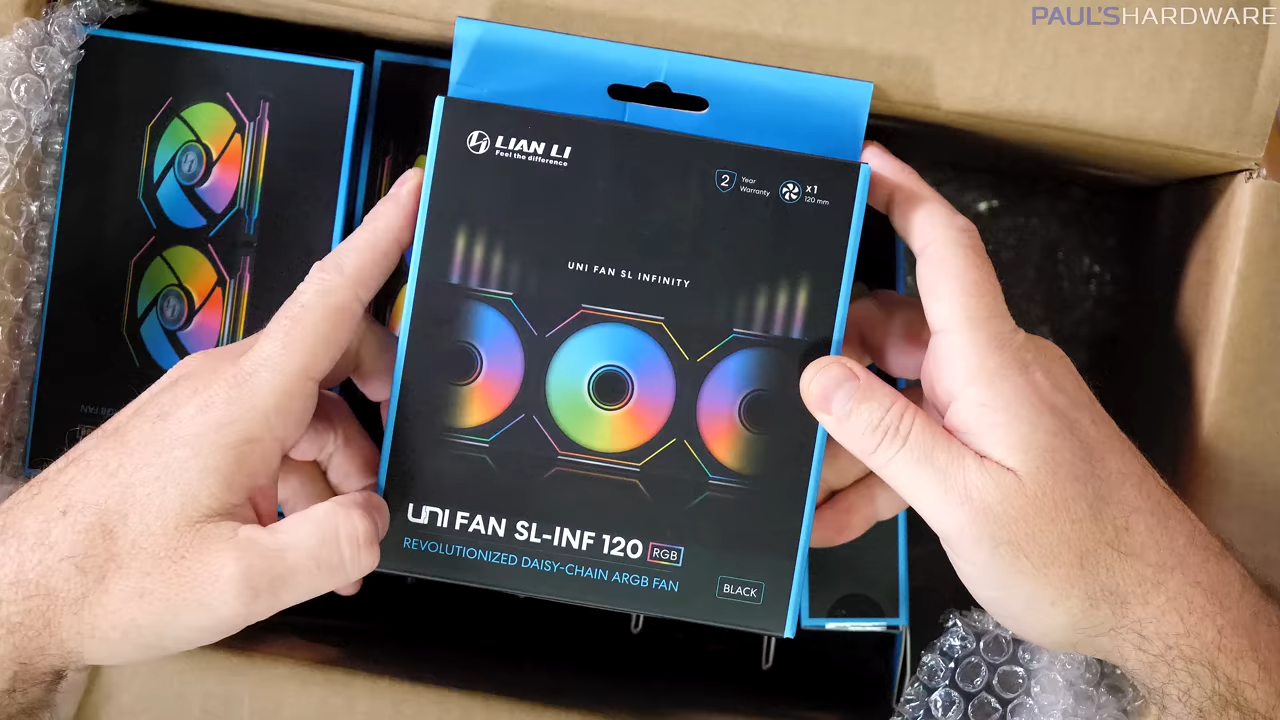 PAUL'SHARDWARE
LIAN LI
Feel the difference
2 Year Warranty
x1
120 mm
UNI FAN SL INFINITY
UNI FAN SL-INF 120 RGB
REVOLUTIONIZED DAISY-CHAIN ARGB FAN
BLACK